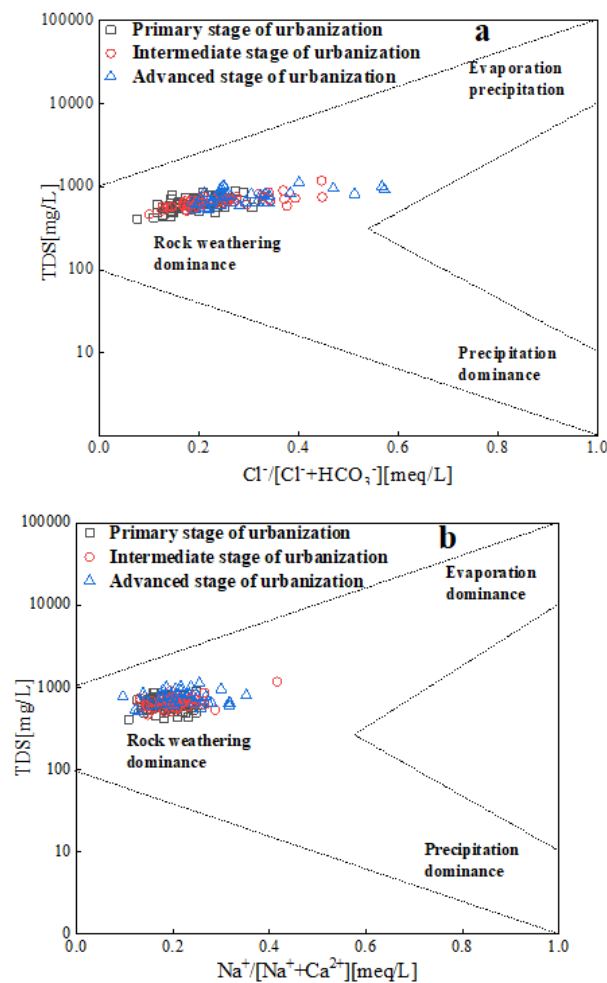 100000
Primary stage of urbanization
a
Intermediate stage of urbanization
Advanced stage of urbanization
Evaporation
precipitation
10000
1000
TDS[mg/L]
Rock weathering
dominance
100
10
Precipitation
dominance
0.0 0.2 0.4 0.6 0.8 1.0
Cl⁻/[Cl⁻+HCO₃⁻][meq/L]
100000
Primary stage of urbanization
b
Intermediate stage of urbanization
Advanced stage of urbanization
Evaporation
dominance
10000
1000
TDS[mg/L]
Rock weathering
dominance
100
10
Precipitation
dominance
0
0.0 0.2 0.4 0.6 0.8 1.0
Na⁺/[Na⁺+Ca²⁺][meq/L]